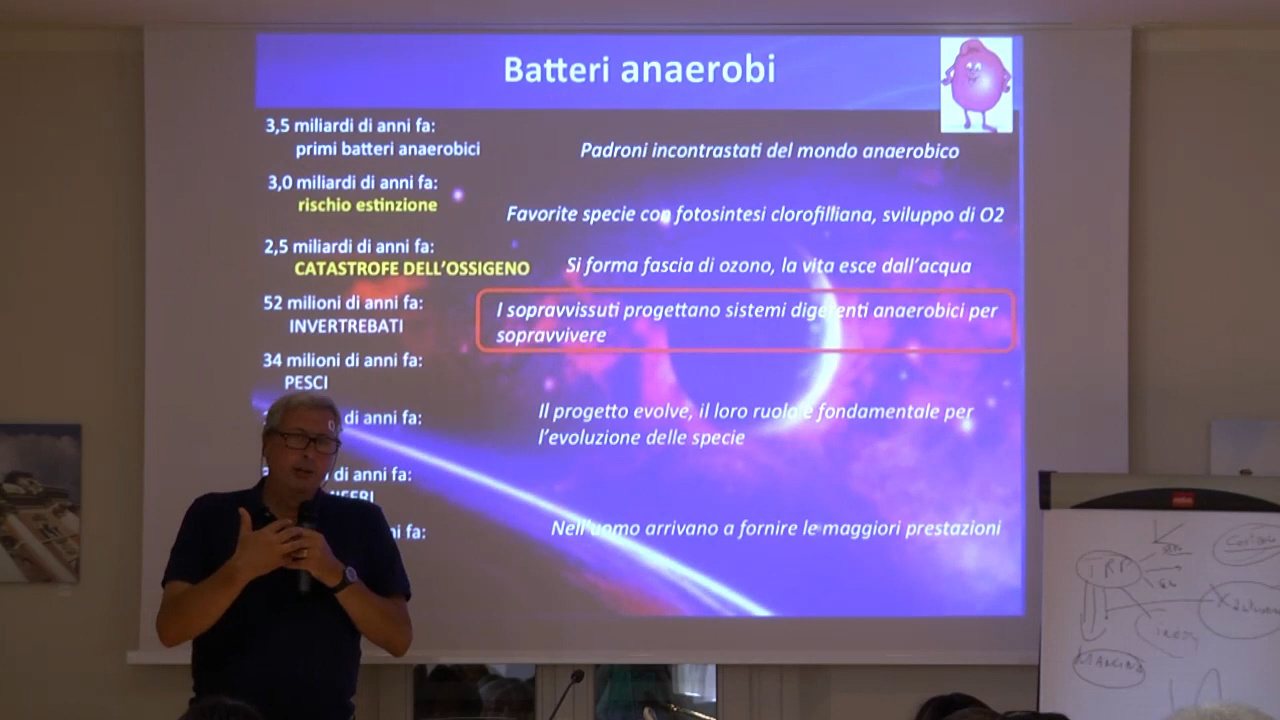 Batteri anaerobi
3,5 miliardi di anni fa:
primi batteri anaerobici
Padroni incontrastati del mondo anaerobico
3,0 miliardi di anni fa:
rischio estinzione
Favorite specie con fotosintesi clorofilliana, sviluppo di O2
2,5 miliardi di anni fa:
CATASTROFE DELL'OSSIGENO
Si forma fascia di ozono, la vita esce dall'acqua
52 milioni di anni fa:
INVERTREBATI
I sopravvissuti progettano sistemi digerenti anaerobici per
sopravvivere
34 milioni di anni fa:
PESCI
di anni fa:
Il progetto evolve, il loro ruolo è fondamentale per
l'evoluzione delle specie
di anni fa:
fa:
Nell'uomo arrivano a fornire le maggiori prestazioni
TRP